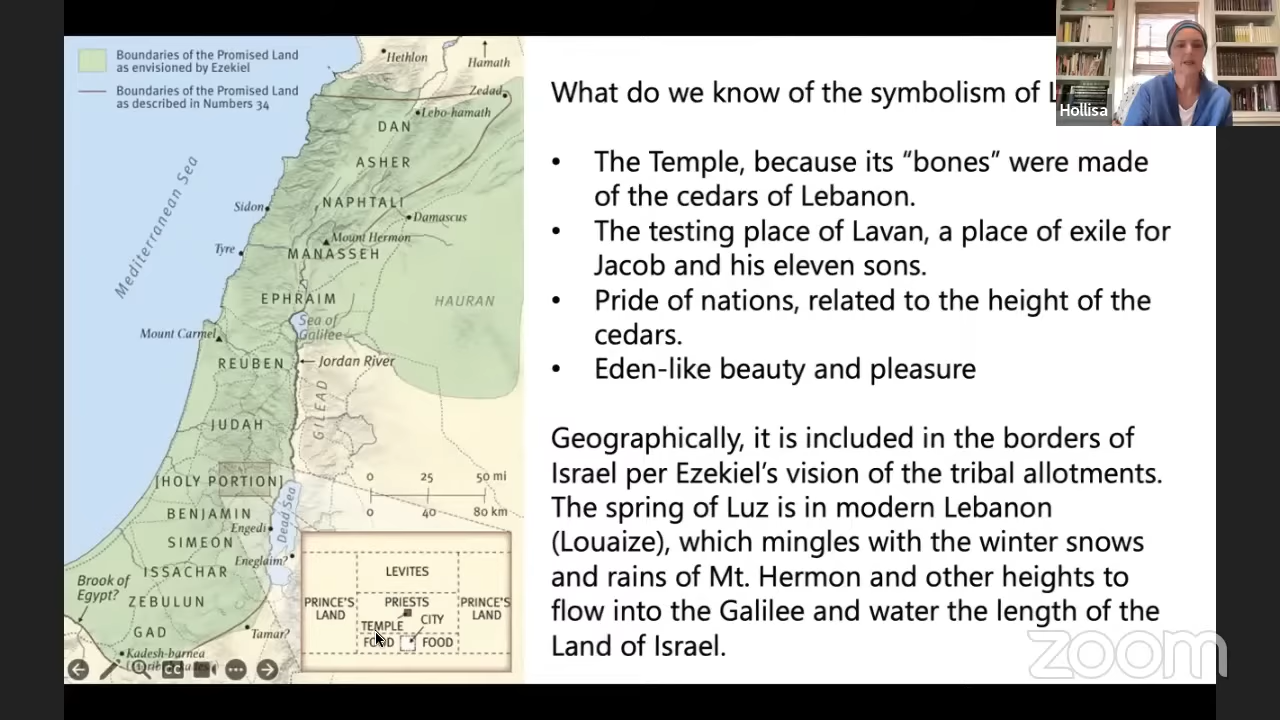 Boundaries of the Promised Land
as envisioned by Ezekiel
Boundaries of the Promised Land
as described in Numbers 34
Hethlon
Hamath
Zedad
Lebo-hamath
DAN
ASHER
NAPHTALI
Mediterranean Sea
Sidon
Damascus
Mount Hermon
Tyre
MANASSEH
EPHRAIM
HAURAN
Sea of
Galilee
Mount Carmel
REUBEN
Jordan River
GILEAD
JUDAH
0 25 50 mi
0 40 80 km
[HOLY PORTION]
BENJAMIN
Engedi
Dead Sea
SIMEON
Eneglaim?
ISSACHAR
Brook of
Egypt?
ZEBULUN
GAD
Tamar?
Kadesh-barnea
LEVITES
PRINCE'S
LAND
PRIESTS
PRINCE'S
LAND
TEMPLE
CITY
FOOD
FOOD
CC
What do we know of the symbolism of
Hollisa
• The Temple, because its “bones” were made
of the cedars of Lebanon.
• The testing place of Lavan, a place of exile for
Jacob and his eleven sons.
• Pride of nations, related to the height of the
cedars.
• Eden-like beauty and pleasure
Geographically, it is included in the borders of
Israel per Ezekiel’s vision of the tribal allotments.
The spring of Luz is in modern Lebanon
(Louaize), which mingles with the winter snows
and rains of Mt. Hermon and other heights to
flow into the Galilee and water the length of the
Land of Israel.
zoom